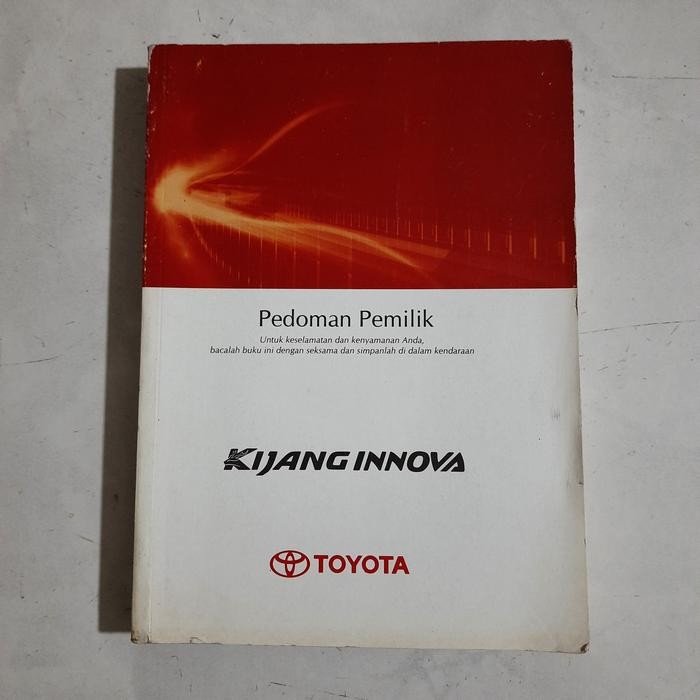 Pedoman Pemilik
Untuk keselamatan dan kenyamanan Anda,
bacalah buku ini dengan seksama dan simpanlah di dalam kendaraan
KIJANG INNOVA
TOYOTA